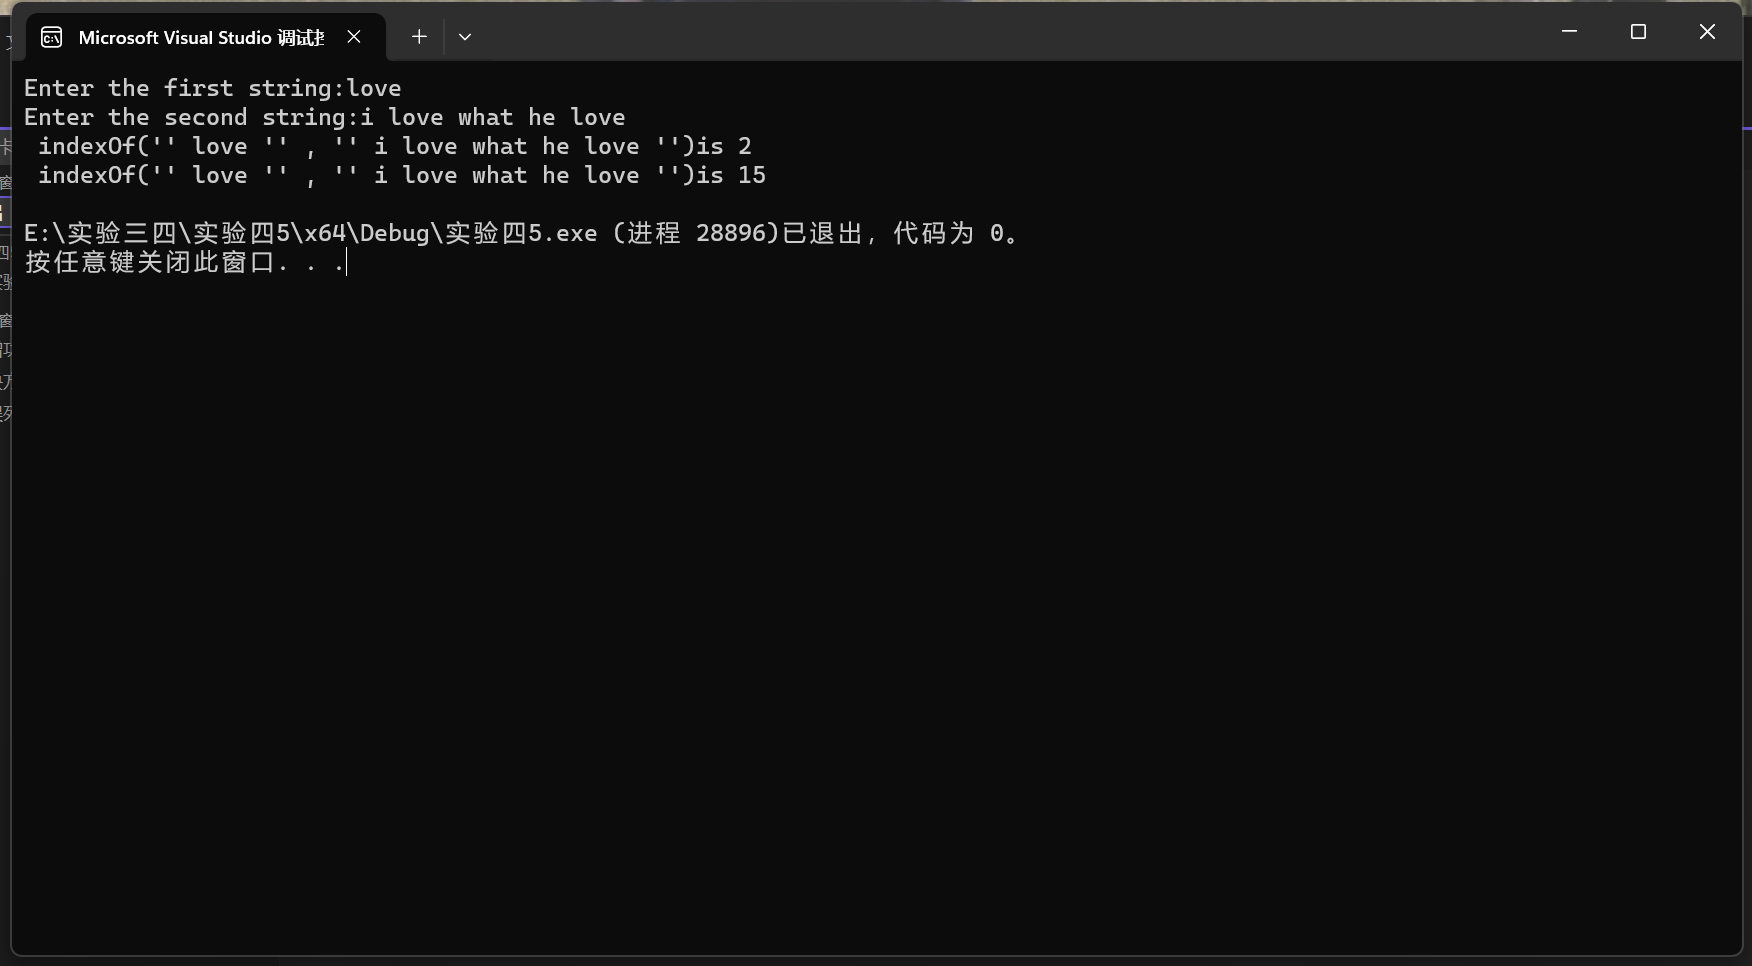 Microsoft Visual Studio 调试
Enter the first string:love
Enter the second string:i love what he love
 indexOf('' love '' , '' i love what he love '')is 2
 indexOf('' love '' , '' i love what he love '')is 15
E:\实验三四\实验四5\x64\Debug\实验四5.exe (进程 28896)已退出，代码为 0。
按任意键关闭此窗口. . .